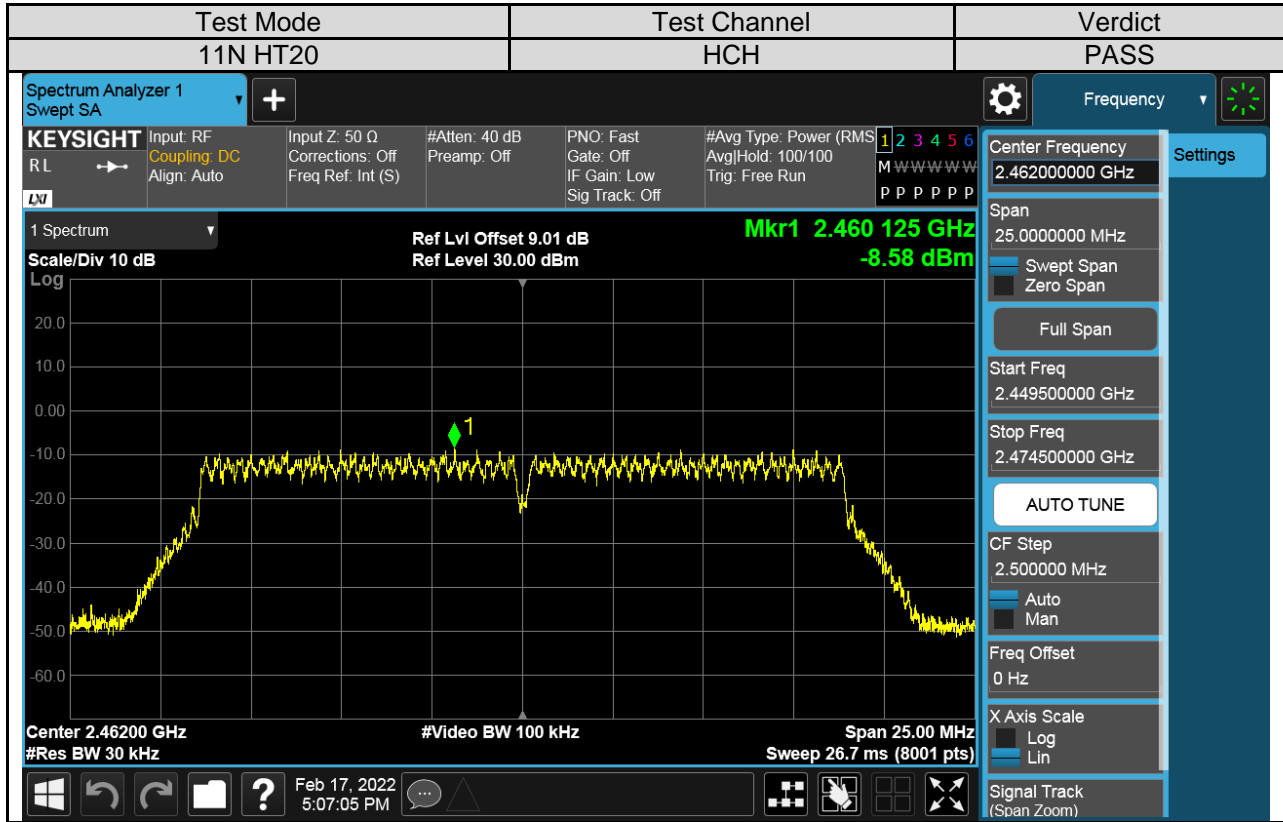 Test Mode Test Channel Verdict
11N HT20 HCH PASS
Spectrum Analyzer 1
Swept SA
+
Frequency
KEYSIGHT
R L
LXI
Input: RF
Coupling: DC
Align: Auto
Input Z: 50 Ω
Corrections: Off
Freq Ref: Int (S)
#Atten: 40 dB
Preamp: Off
PNO: Fast
Gate: Off
IF Gain: Low
Sig Track: Off
#Avg Type: Power (RMS
Avg|Hold: 100/100
Trig: Free Run
1 2 3 4 5 6
M W W W W W
P P P P P P
1 Spectrum
Scale/Div 10 dB
Log
Ref Lvl Offset 9.01 dB
Ref Level 30.00 dBm
Mkr1 2.460 125 GHz
-8.58 dBm
20.0
10.0
0.00
-10.0
-20.0
-30.0
-40.0
-50.0
-60.0
1
Center 2.46200 GHz
#Res BW 30 kHz
#Video BW 100 kHz
Span 25.00 MHz
Sweep 26.7 ms (8001 pts)
Center Frequency
2.462000000 GHz
Settings
Span
25.0000000 MHz
Swept Span
Zero Span
Full Span
Start Freq
2.449500000 GHz
Stop Freq
2.474500000 GHz
AUTO TUNE
CF Step
2.500000 MHz
Auto
Man
Freq Offset
0 Hz
X Axis Scale
Log
Lin
Signal Track
(Span Zoom)
?
Feb 17, 2022
5:07:05 PM